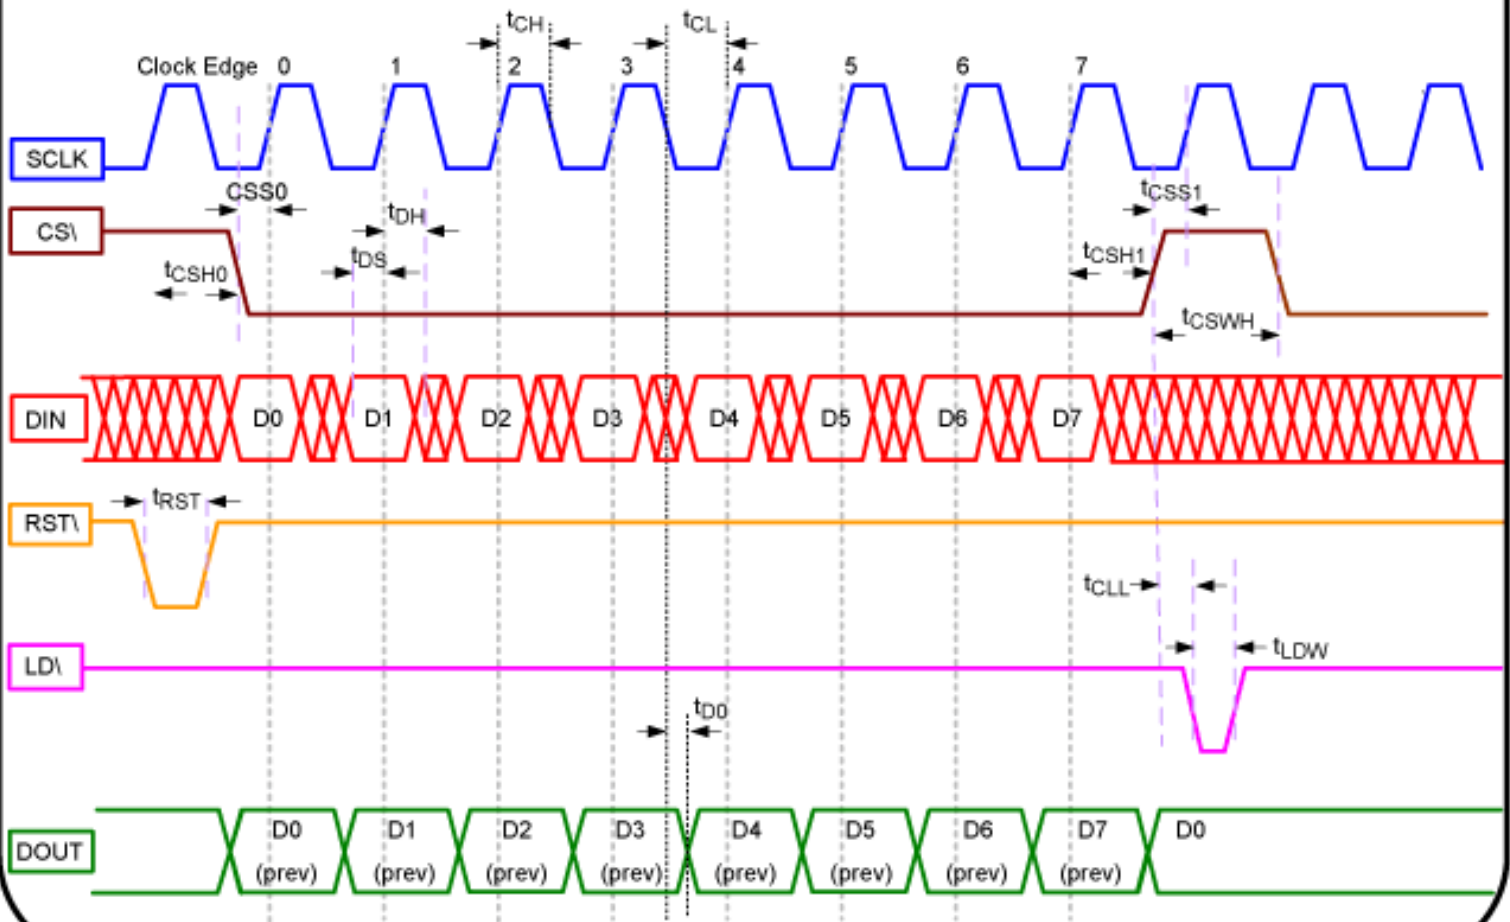 tCH tCL
Clock Edge 0 1 2 3 4 5 6 7
SCLK
CSS0 tCSS1
tDH
CS\
tDS tCSH1
tCSH0
tCSWH
DIN D0 D1 D2 D3 D4 D5 D6 D7
tRST
RST\
tCLL
tLDW
LD\
tD0
D0 D1 D2 D3 D4 D5 D6 D7 D0
DOUT
(prev) (prev) (prev) (prev) (prev) (prev) (prev) (prev)